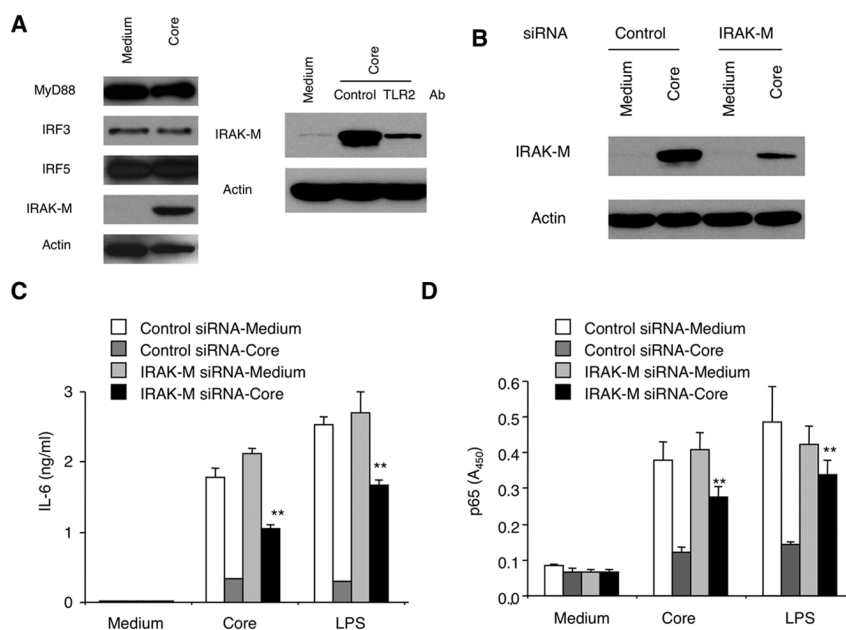 A
Medium
Core
MyD88
IRF3
IRF5
IRAK-M
Actin
Core
Medium
Control TLR2 Ab
IRAK-M
Actin
B
siRNA Control IRAK-M
Medium
Core
Medium
Core
IRAK-M
Actin
C
Control siRNA-Medium
Control siRNA-Core
IRAK-M siRNA-Medium
IRAK-M siRNA-Core
IL-6 (ng/ml)
3
2
1
0
**
**
Medium Core LPS
D
Control siRNA-Medium
Control siRNA-Core
IRAK-M siRNA-Medium
IRAK-M siRNA-Core
p65 (A450)
0.6
0.5
0.4
0.3
0.2
0.1
0.0
**
**
Medium Core LPS